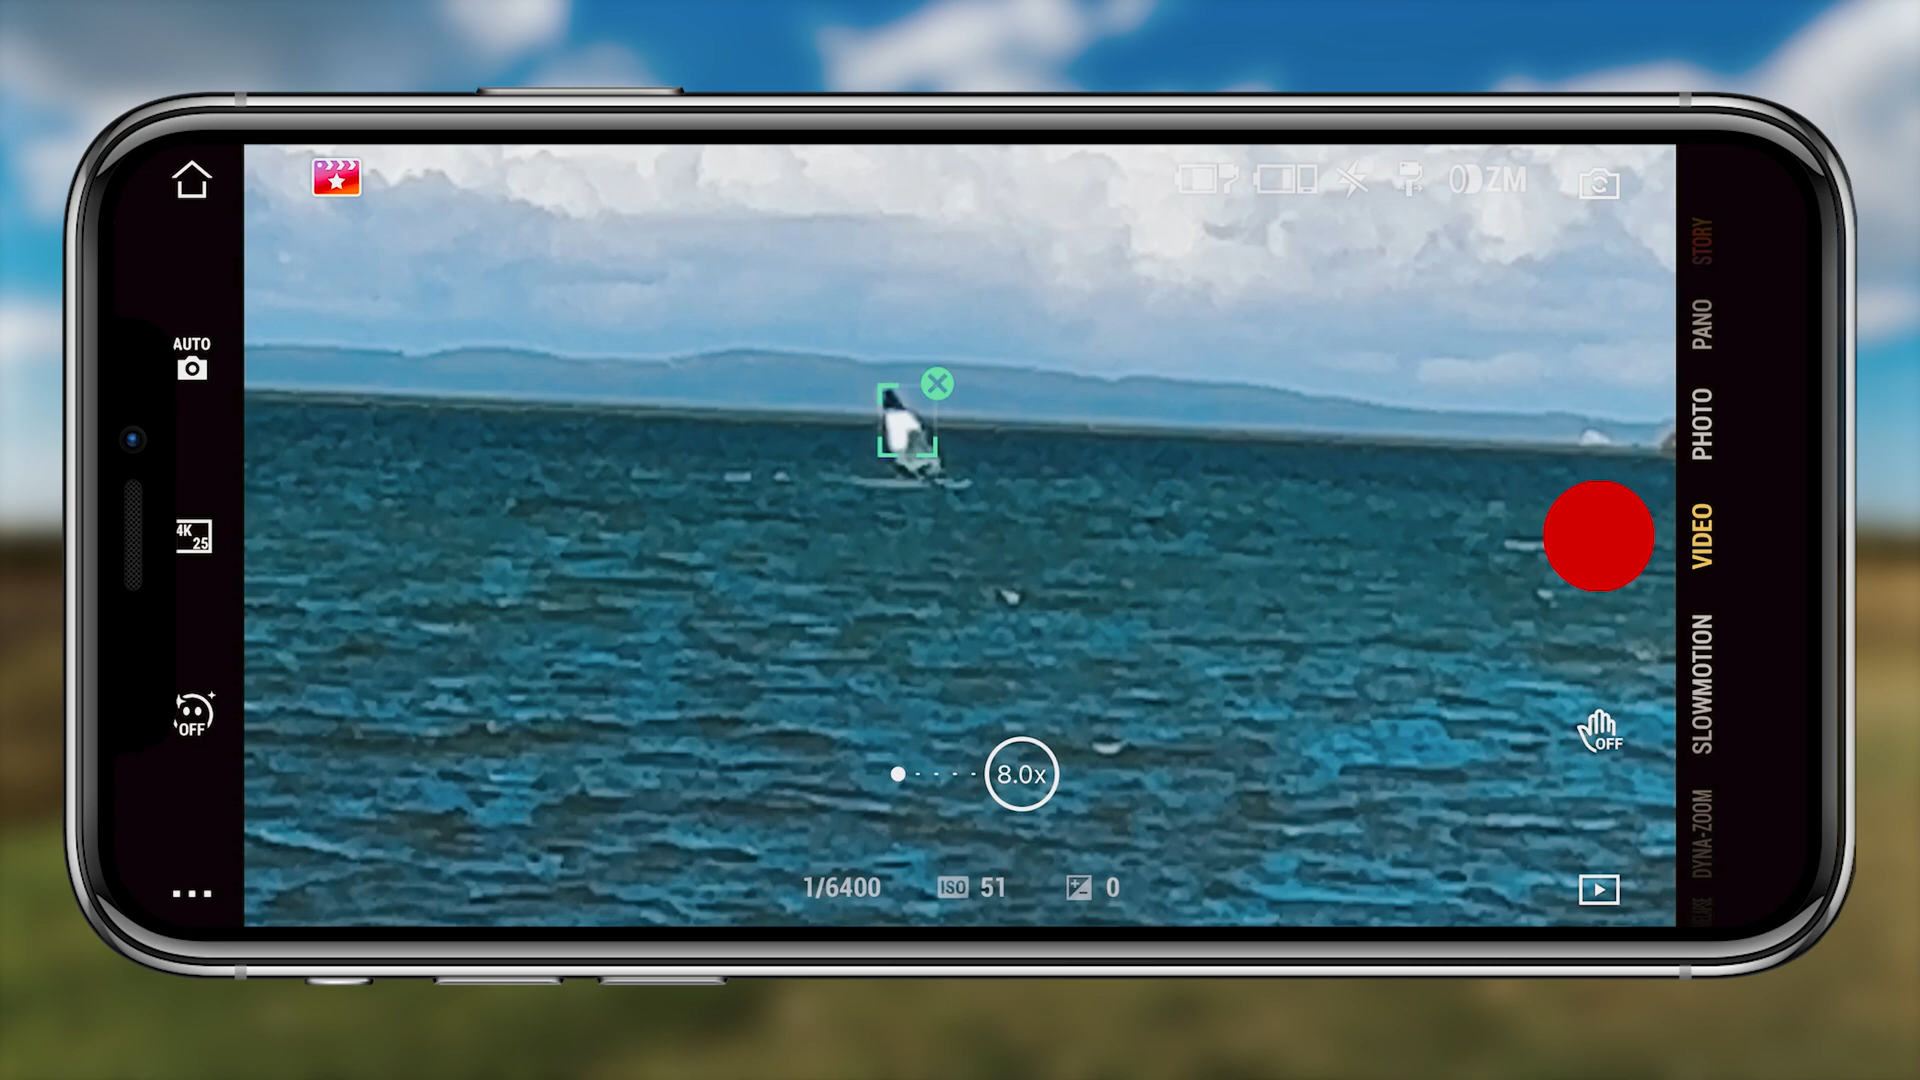 ZM
AUTO
4K
25
OFF
8.0x
1/6400
ISO 51
0
OFF
STORY
PANO
PHOTO
VIDEO
SLOWMOTION
DYNA-ZOOM